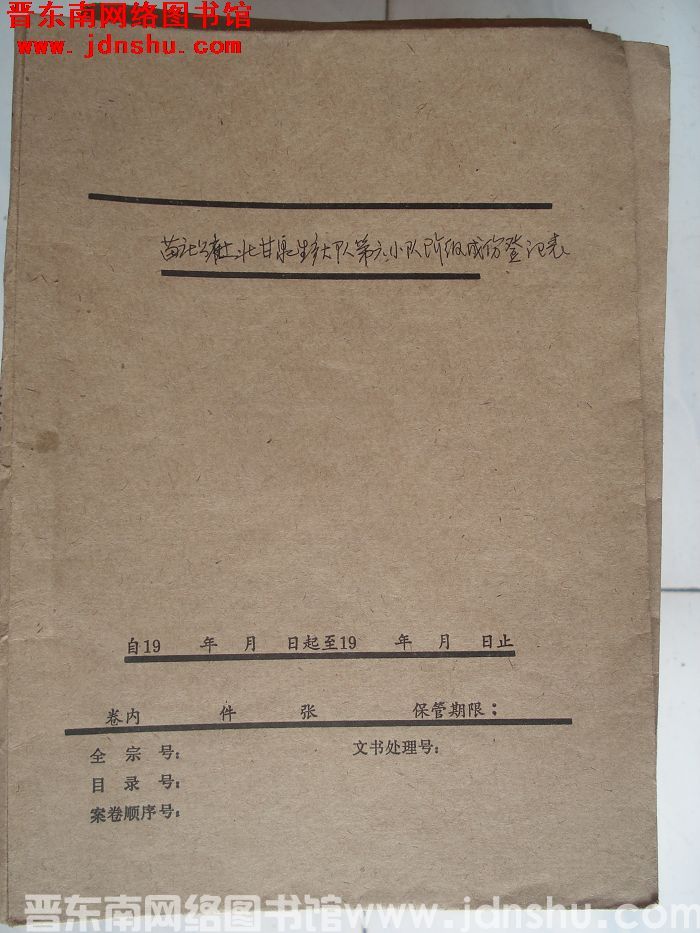 晋东南网络图书馆
www.jdnshu.com
苗庄公社北甘泉生产大队第六小队阶级成份登记表
自19 年 月 日起至19 年 月 日止
卷内 件 张 保管期限：
全宗号： 文书处理号：
目录号：
案卷顺序号：
晋东南网络图书馆www.jdnshu.com